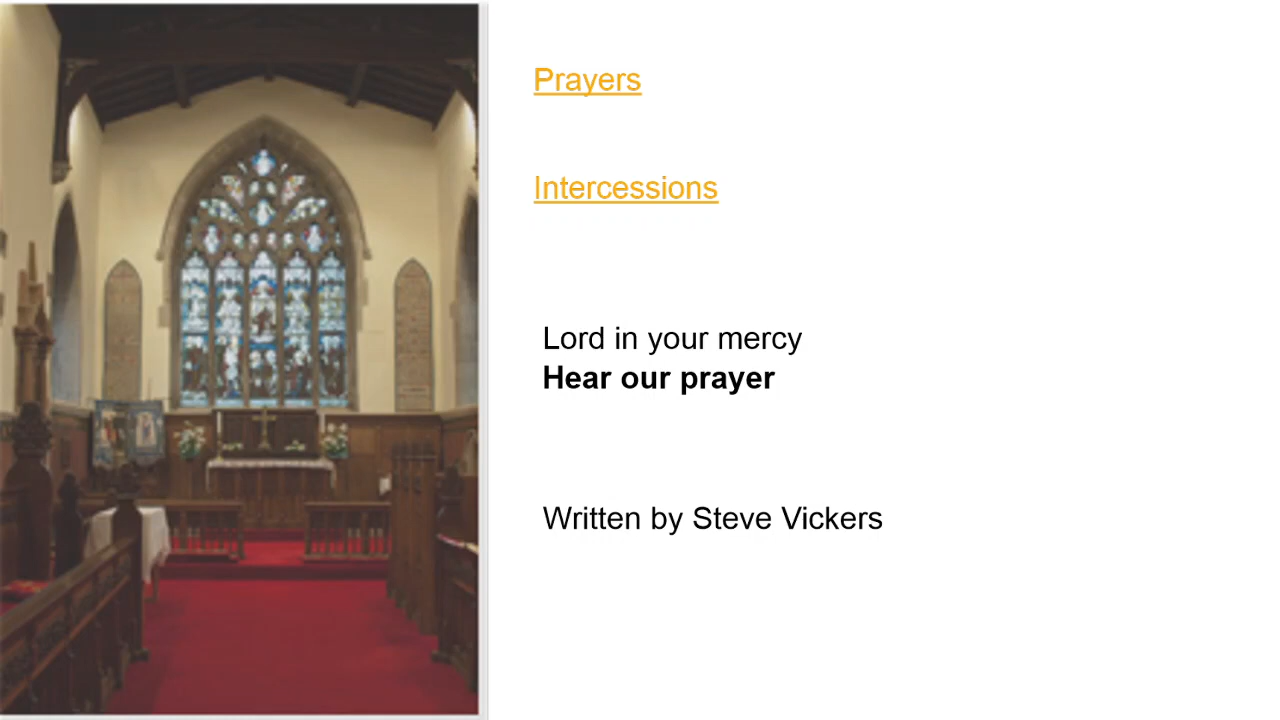 Prayers
Intercessions
Lord in your mercy
Hear our prayer
Written by Steve Vickers